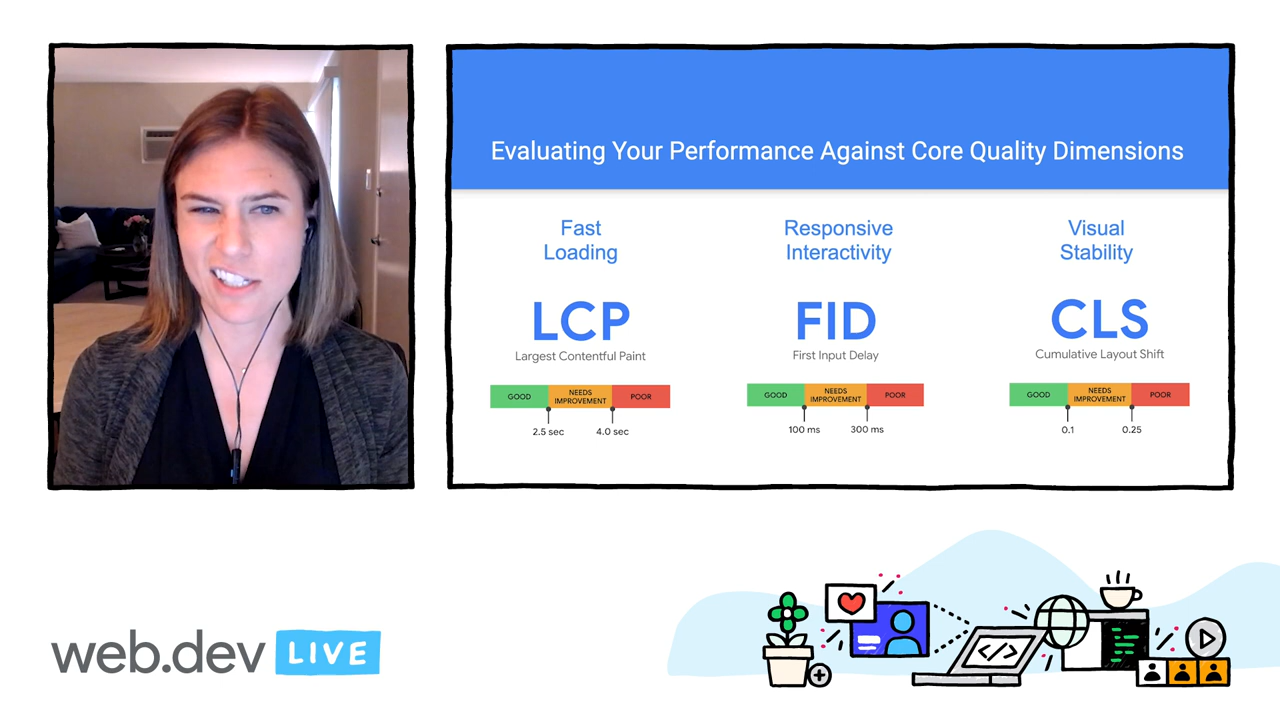 Evaluating Your Performance Against Core Quality Dimensions
Fast
Loading
LCP
Largest Contentful Paint
GOOD
NEEDS
IMPROVEMENT
POOR
2.5 sec
4.0 sec
Responsive
Interactivity
FID
First Input Delay
GOOD
NEEDS
IMPROVEMENT
POOR
100 ms
300 ms
Visual
Stability
CLS
Cumulative Layout Shift
GOOD
NEEDS
IMPROVEMENT
POOR
0.1
0.25
web.dev LIVE
</>